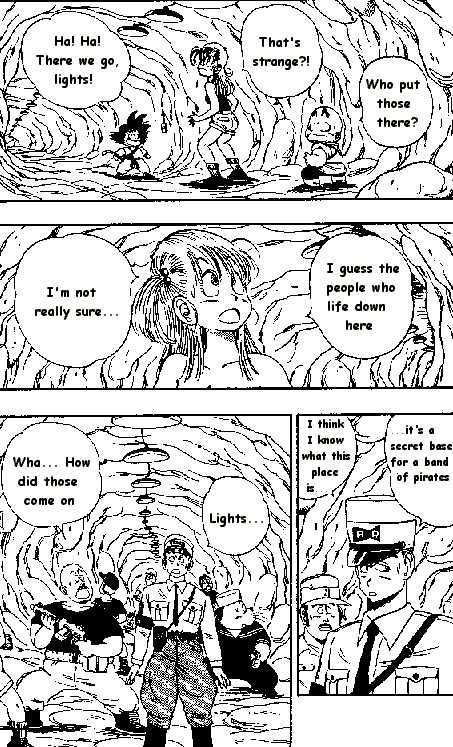 Ha! Ha!
There we go,
lights!
That's
strange?!
Who put
those
there?
I'm not
really sure...
I guess the
people who
life down
here
Wha... How
did those
come on
Lights...
I think
I know
what this
place
is
...it's a
secret base
for a band
of pirates
R R